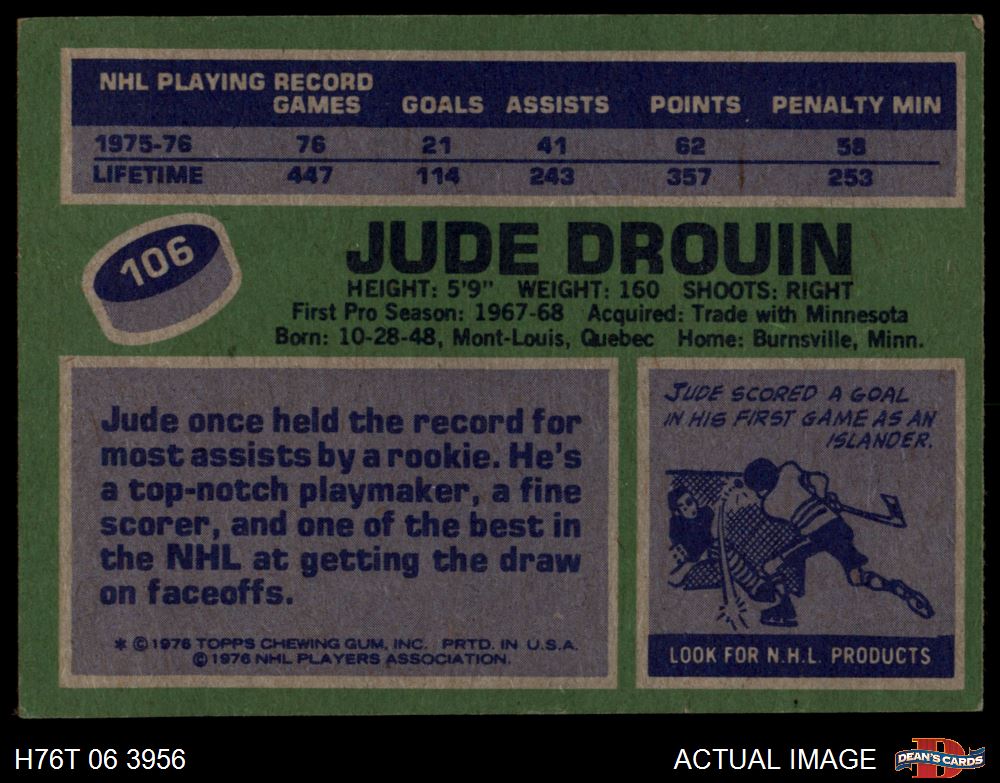 NHL PLAYING RECORD
GAMES GOALS ASSISTS POINTS PENALTY MIN
1975-76 76 21 41 62 58
LIFETIME 447 114 243 357 253
106
JUDE DROUIN
HEIGHT: 5'9" WEIGHT: 160 SHOOTS: RIGHT
First Pro Season: 1967-68 Acquired: Trade with Minnesota
Born: 10-28-48, Mont-Louis, Quebec Home: Burnsville, Minn.
Jude once held the record for
most assists by a rookie. He's
a top-notch playmaker, a fine
scorer, and one of the best in
the NHL at getting the draw
on faceoffs.
* ©1976 TOPPS CHEWING GUM, INC. PRTD. IN U.S.A.
©1976 NHL PLAYERS ASSOCIATION.
JUDE SCORED A GOAL
IN HIS FIRST GAME AS AN
ISLANDER.
LOOK FOR N.H.L. PRODUCTS
H76T 06 3956
ACTUAL IMAGE
D
DEAN'S CARDS